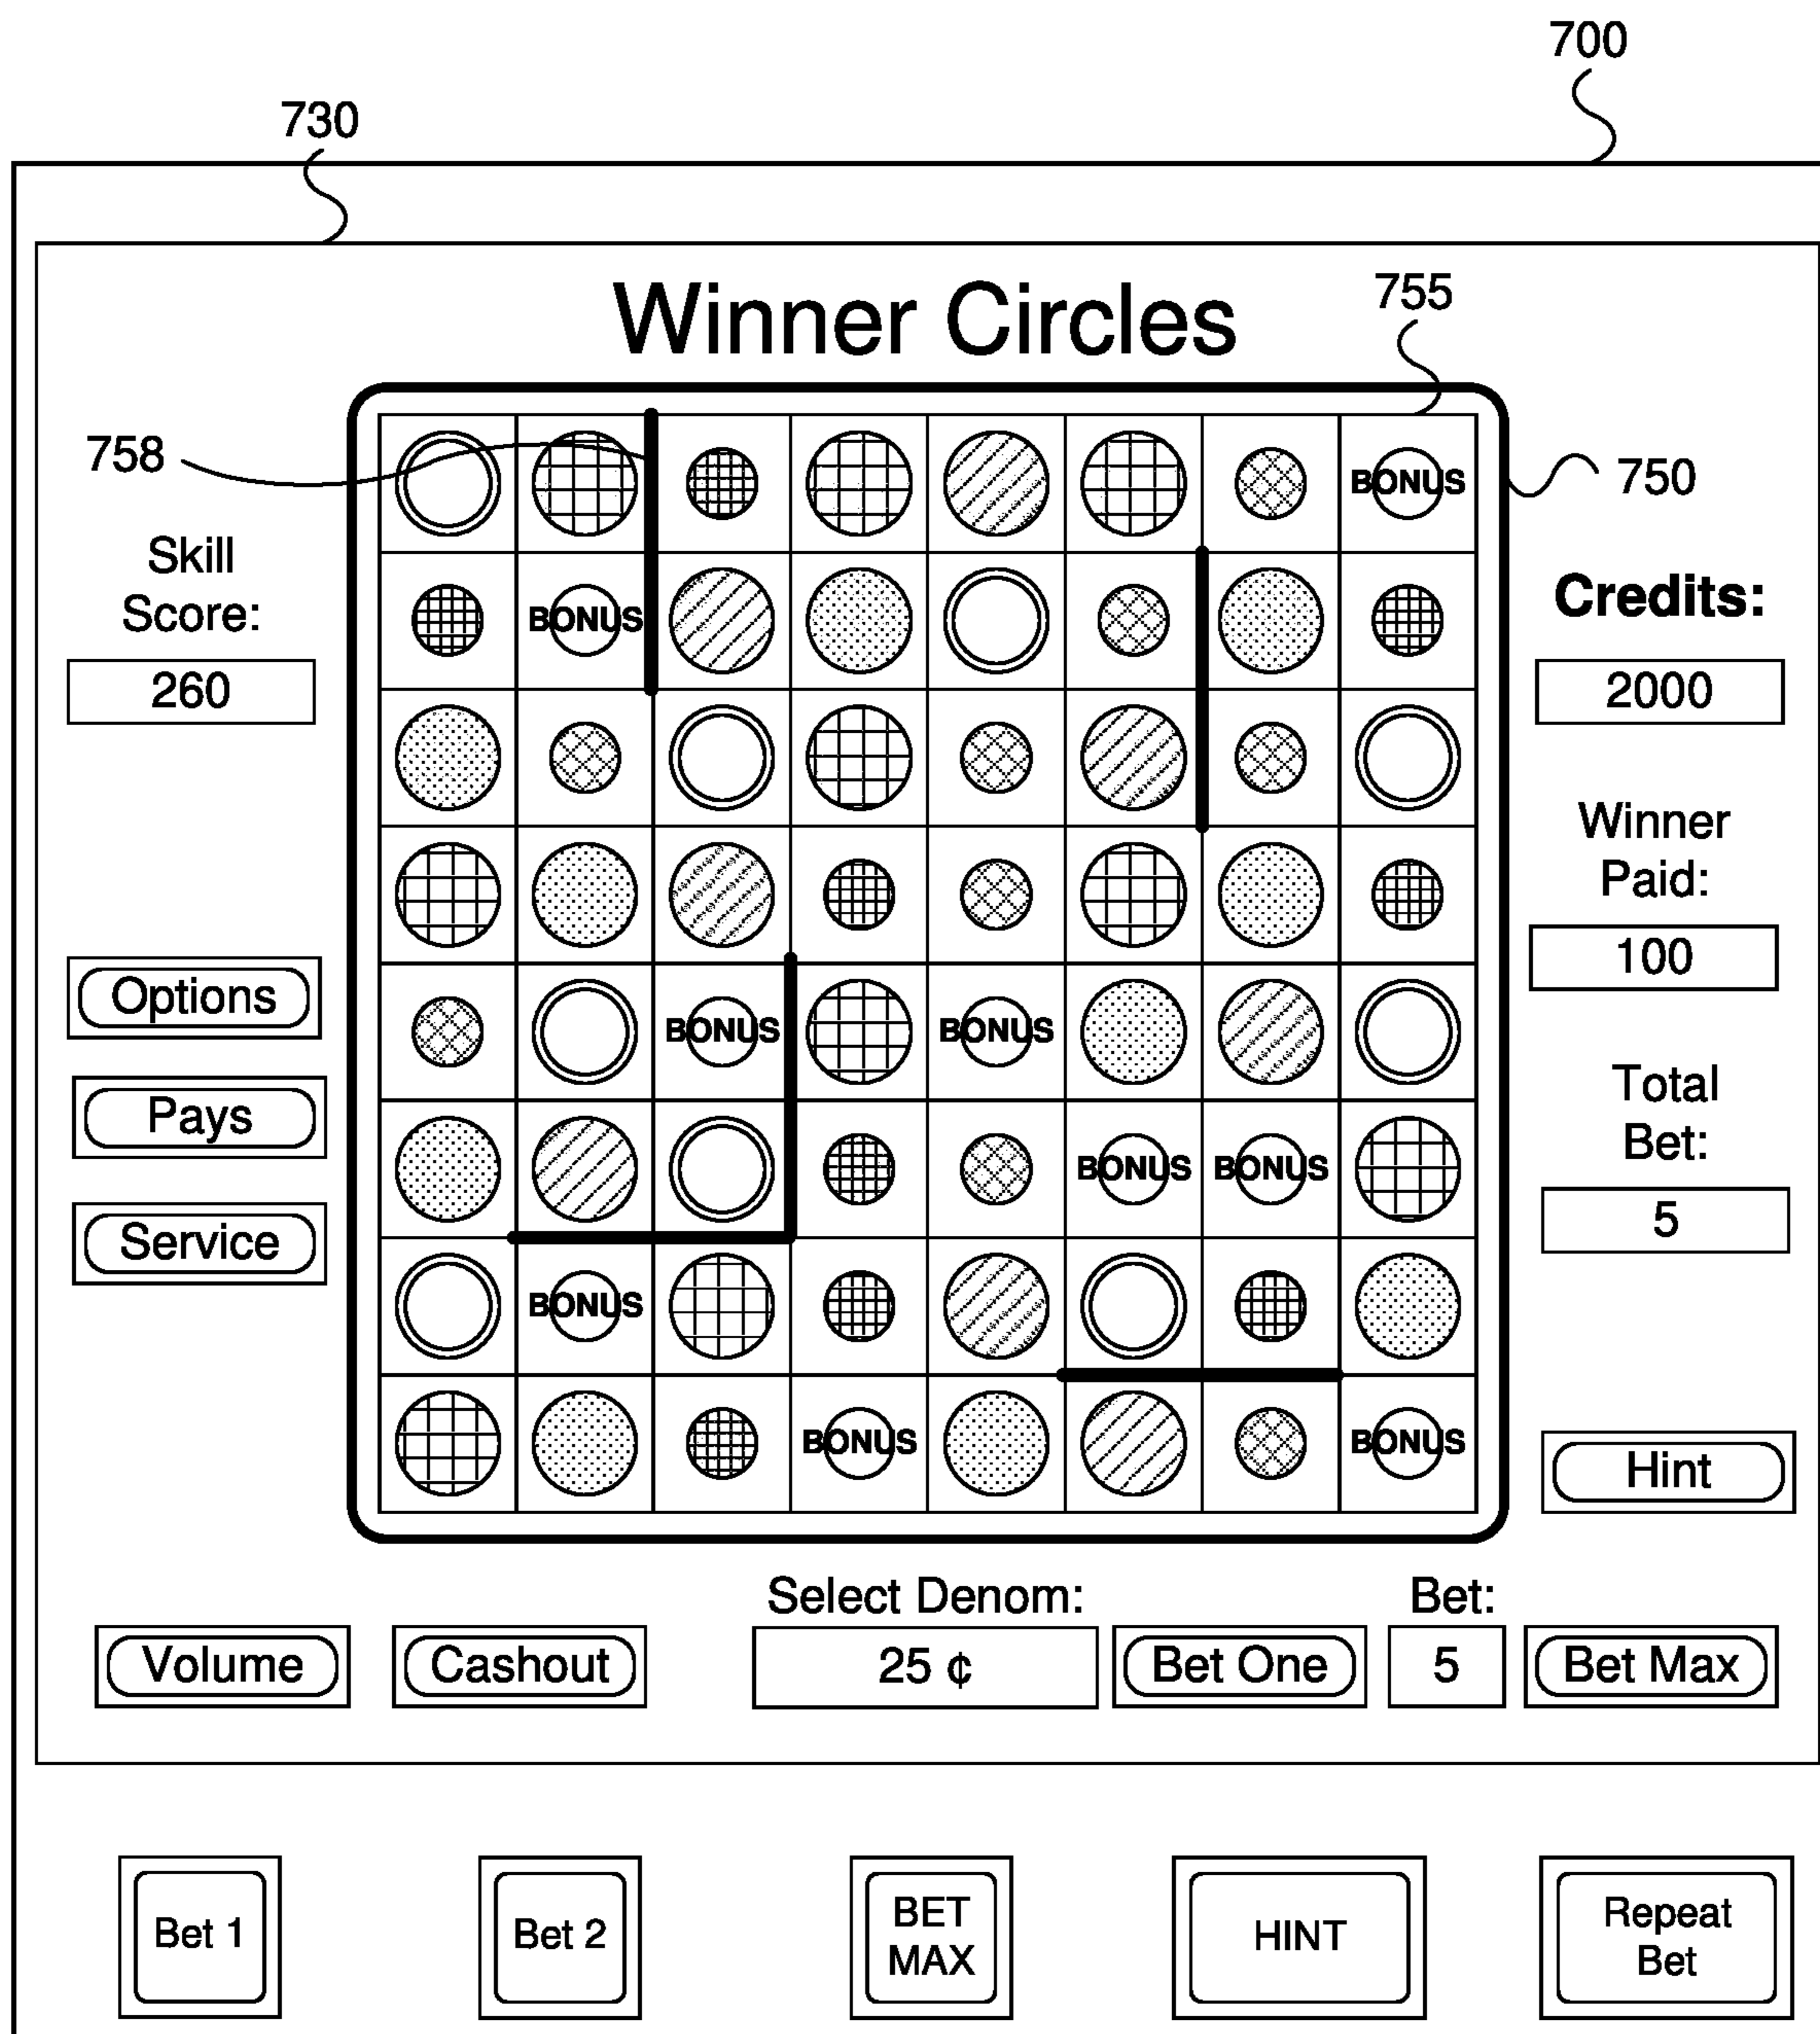 700
730
Winner Circles
755
758
BONUS
750
Skill
Score:
260
BONUS
Credits:
2000
Winner
Paid:
100
Options
BONUS
BONUS
Total
Bet:
5
Pays
BONUS
BONUS
Service
BONUS
BONUS
BONUS
Hint
Select Denom:
Bet:
Volume
Cashout
25 ¢
Bet One
5
Bet Max
Bet 1
Bet 2
BET
MAX
HINT
Repeat
Bet